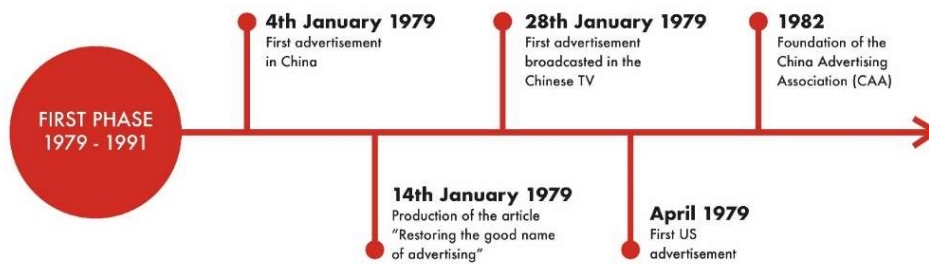 FIRST PHASE
1979 - 1991
4th January 1979
First advertisement
in China
14th January 1979
Production of the article
"Restoring the good name
of advertising"
28th January 1979
First advertisement
broadcasted in the
Chinese TV
April 1979
First US
advertisement
1982
Foundation of the
China Advertising
Association (CAA)